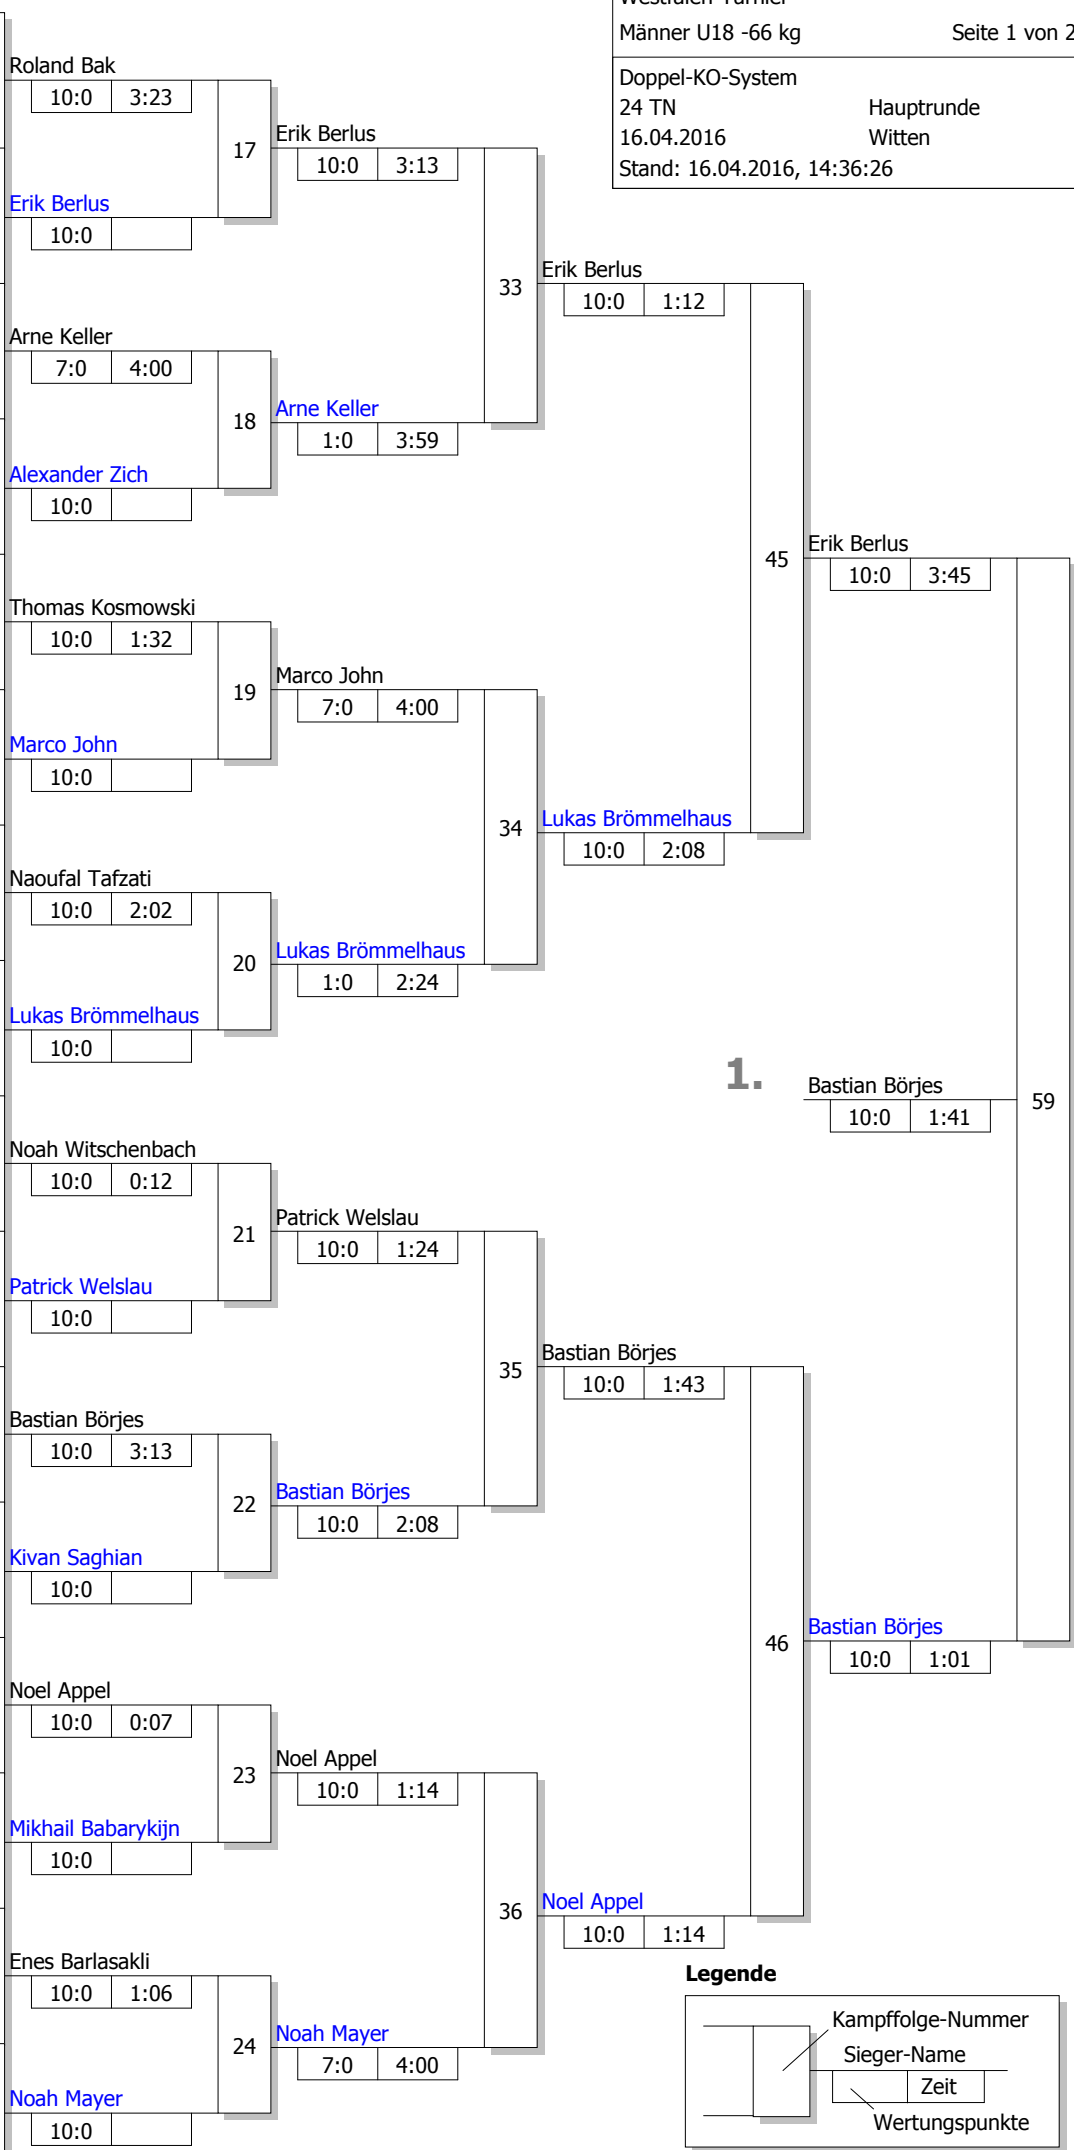 Westfalen-Turnier
Männer U18 -66 kg Seite 1 von 2
Doppel-KO-System
24 TN Hauptrunde
16.04.2016 Witten
Stand: 16.04.2016, 14:36:26
Roland Bak
10:0 3:23
17
Erik Berlus
10:0 3:13
Erik Berlus
10:0
33
Erik Berlus
10:0 1:12
Arne Keller
7:0 4:00
18
Arne Keller
1:0 3:59
Alexander Zich
10:0
45
Erik Berlus
10:0 3:45
Thomas Kosmowski
10:0 1:32
19
Marco John
7:0 4:00
Marco John
10:0
34
Lukas Brömmelhaus
10:0 2:08
Naoufal Tafzati
10:0 2:02
20
Lukas Brömmelhaus
1:0 2:24
Lukas Brömmelhaus
10:0
1.
Bastian Börjes
10:0 1:41
59
Noah Witschenbach
10:0 0:12
21
Patrick Welslau
10:0 1:24
Patrick Welslau
10:0
35
Bastian Börjes
10:0 1:43
Bastian Börjes
10:0 3:13
22
Bastian Börjes
10:0 2:08
Kivan Saghian
10:0
46
Bastian Börjes
10:0 1:01
Noel Appel
10:0 0:07
23
Noel Appel
10:0 1:14
Mikhail Babarykijn
10:0
36
Noel Appel
10:0 1:14
Enes Barlasakli
10:0 1:06
24
Noah Mayer
7:0 4:00
Noah Mayer
10:0
Legende
Kampffolge-Nummer
Sieger-Name
Zeit
Wertungspunkte